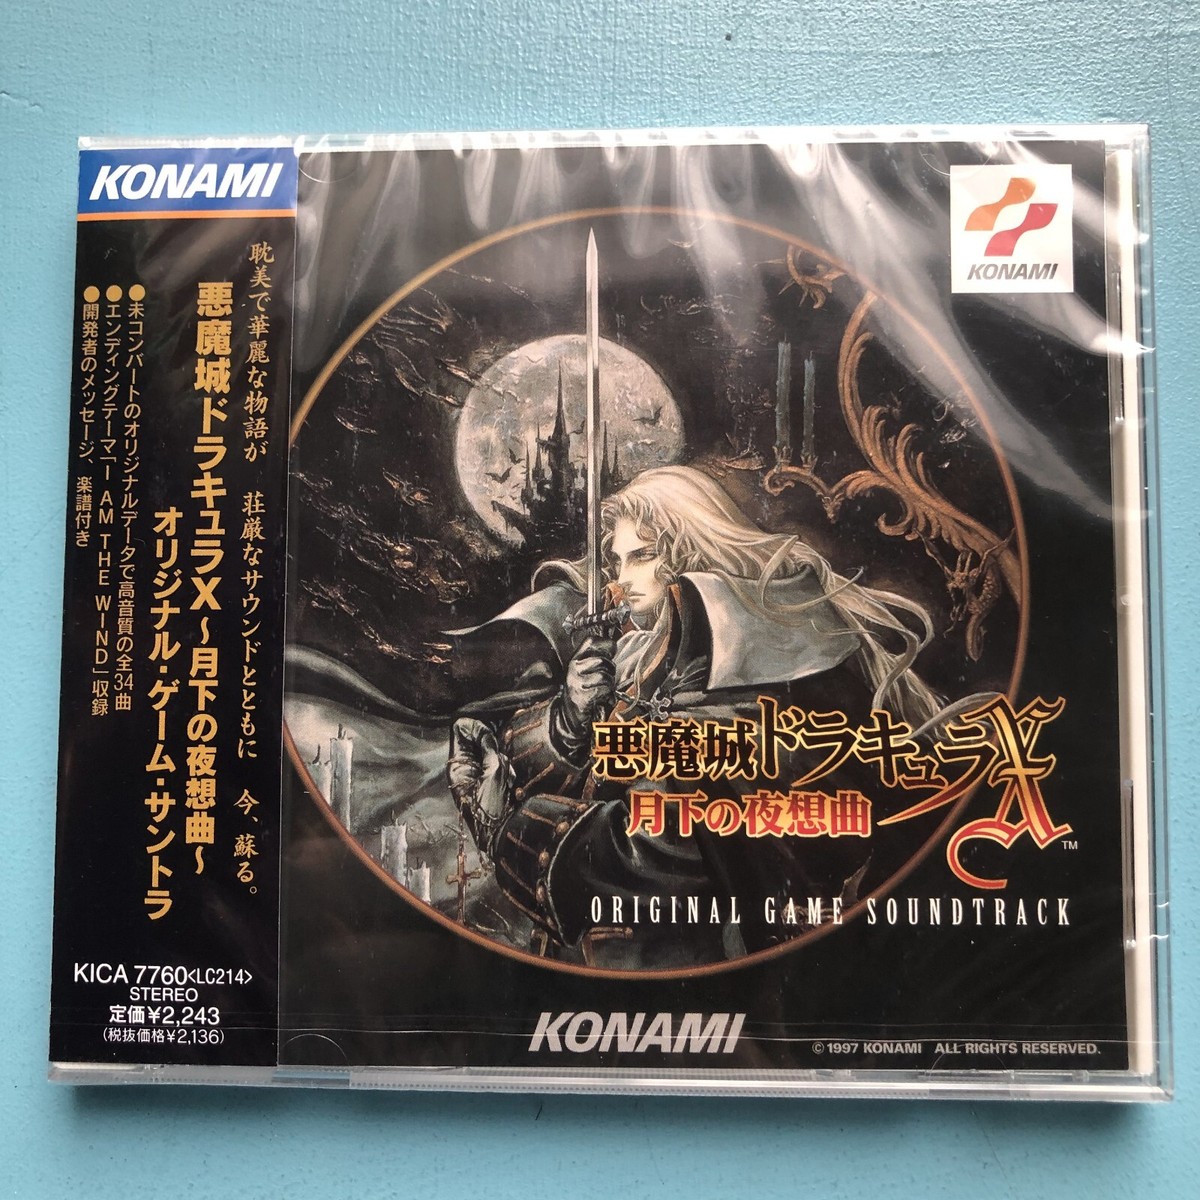 KONAMI
耽美で華麗な物語が 荘厳なサウンドとともに 今、蘇る。
悪魔城ドラキュラX〜月下の夜想曲〜
オリジナル・ゲーム・サントラ
●未コンバートのオリジナルデータで高音質の全34曲
●エンディングテーマ「I AM THE WIND」収録
●開発者のメッセージ、楽譜付き
KICA 7760<LC214>
STEREO
定価¥2,243
(税抜価格¥2,136)
KONAMI
悪魔城ドラキュラX
TM
月下の夜想曲
ORIGINAL GAME SOUNDTRACK
KONAMI
©1997 KONAMI ALL RIGHTS RESERVED.